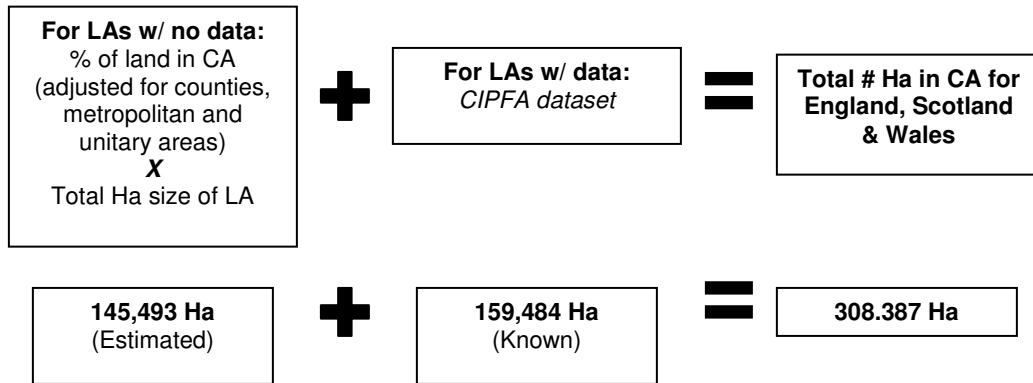 For LAs w/ no data:
% of land in CA
(adjusted for counties,
metropolitan and
unitary areas)
X
Total Ha size of LA
+
For LAs w/ data:
CIPFA dataset
=
Total # Ha in CA for
England, Scotland
& Wales
145,493 Ha
(Estimated)
+
159,484 Ha
(Known)
=
308.387 Ha